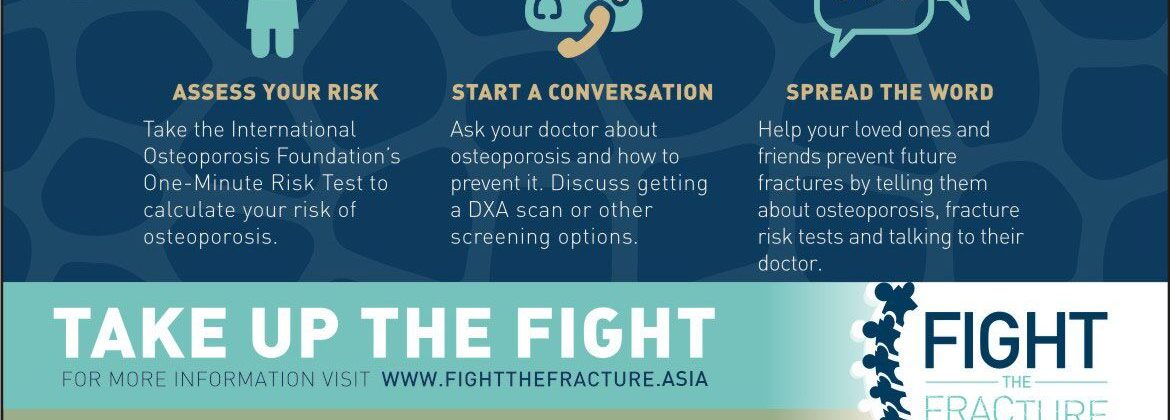 ASSESS YOUR RISK
Take the International
Osteoporosis Foundation's
One-Minute Risk Test to
calculate your risk of
osteoporosis.
START A CONVERSATION
Ask your doctor about
osteoporosis and how to
prevent it. Discuss getting
a DXA scan or other
screening options.
SPREAD THE WORD
Help your loved ones and
friends prevent future
fractures by telling them
about osteoporosis, fracture
risk tests and talking to their
doctor.
TAKE UP THE FIGHT
FOR MORE INFORMATION VISIT WWW.FIGHTTHEFRACTURE.ASIA
FIGHT
THE
FRACTURE